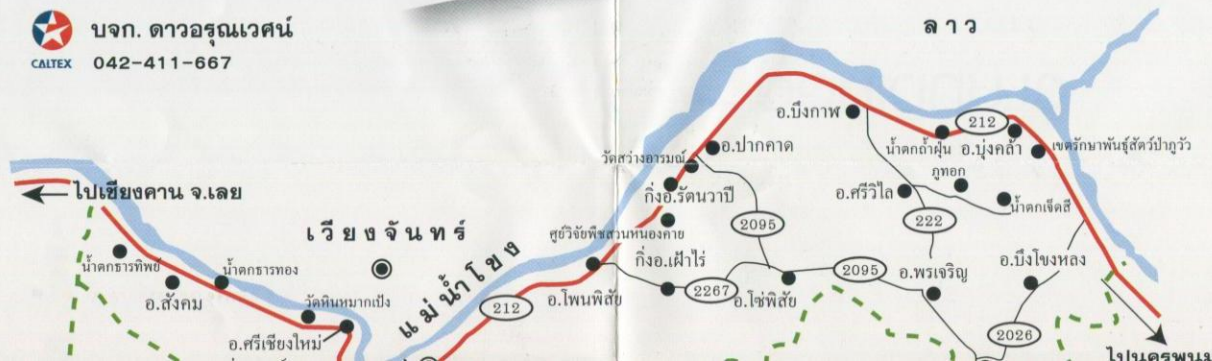 CALTEX
บจก. ดาวอรุณเวศน์
042-411-667
ลาว
อ.บึงกาฬ
212
น้ำตกถ้ำฝุ่น
อ.บุ่งคล้า
เขตรักษาพันธุ์สัตว์ป่าภูวัว
อ.ปากคาด
วัดสว่างอารมณ์
ภูทอก
ไปเชียงคาน จ.เลย
กิ่งอ.รัตนวาปี
อ.ศรีวิไล
น้ำตกเจ็ดสี
2095
222
เวียงจันทร์
ศูย์วิจัยพืชสวนหนองคาย
แม่น้ำโขง
น้ำตกธารทิพย์
น้ำตกธารทอง
กิ่งอ.เฝ้าไร่
2095
อ.พรเจริญ
อ.บึงโขงหลง
อ.สังคม
วัดหินหมากเป้ง
212
อ.โพนพิสัย
2267
อ.โซ่พิสัย
อ.ศรีเชียงใหม่
2026
ไปนครพนม